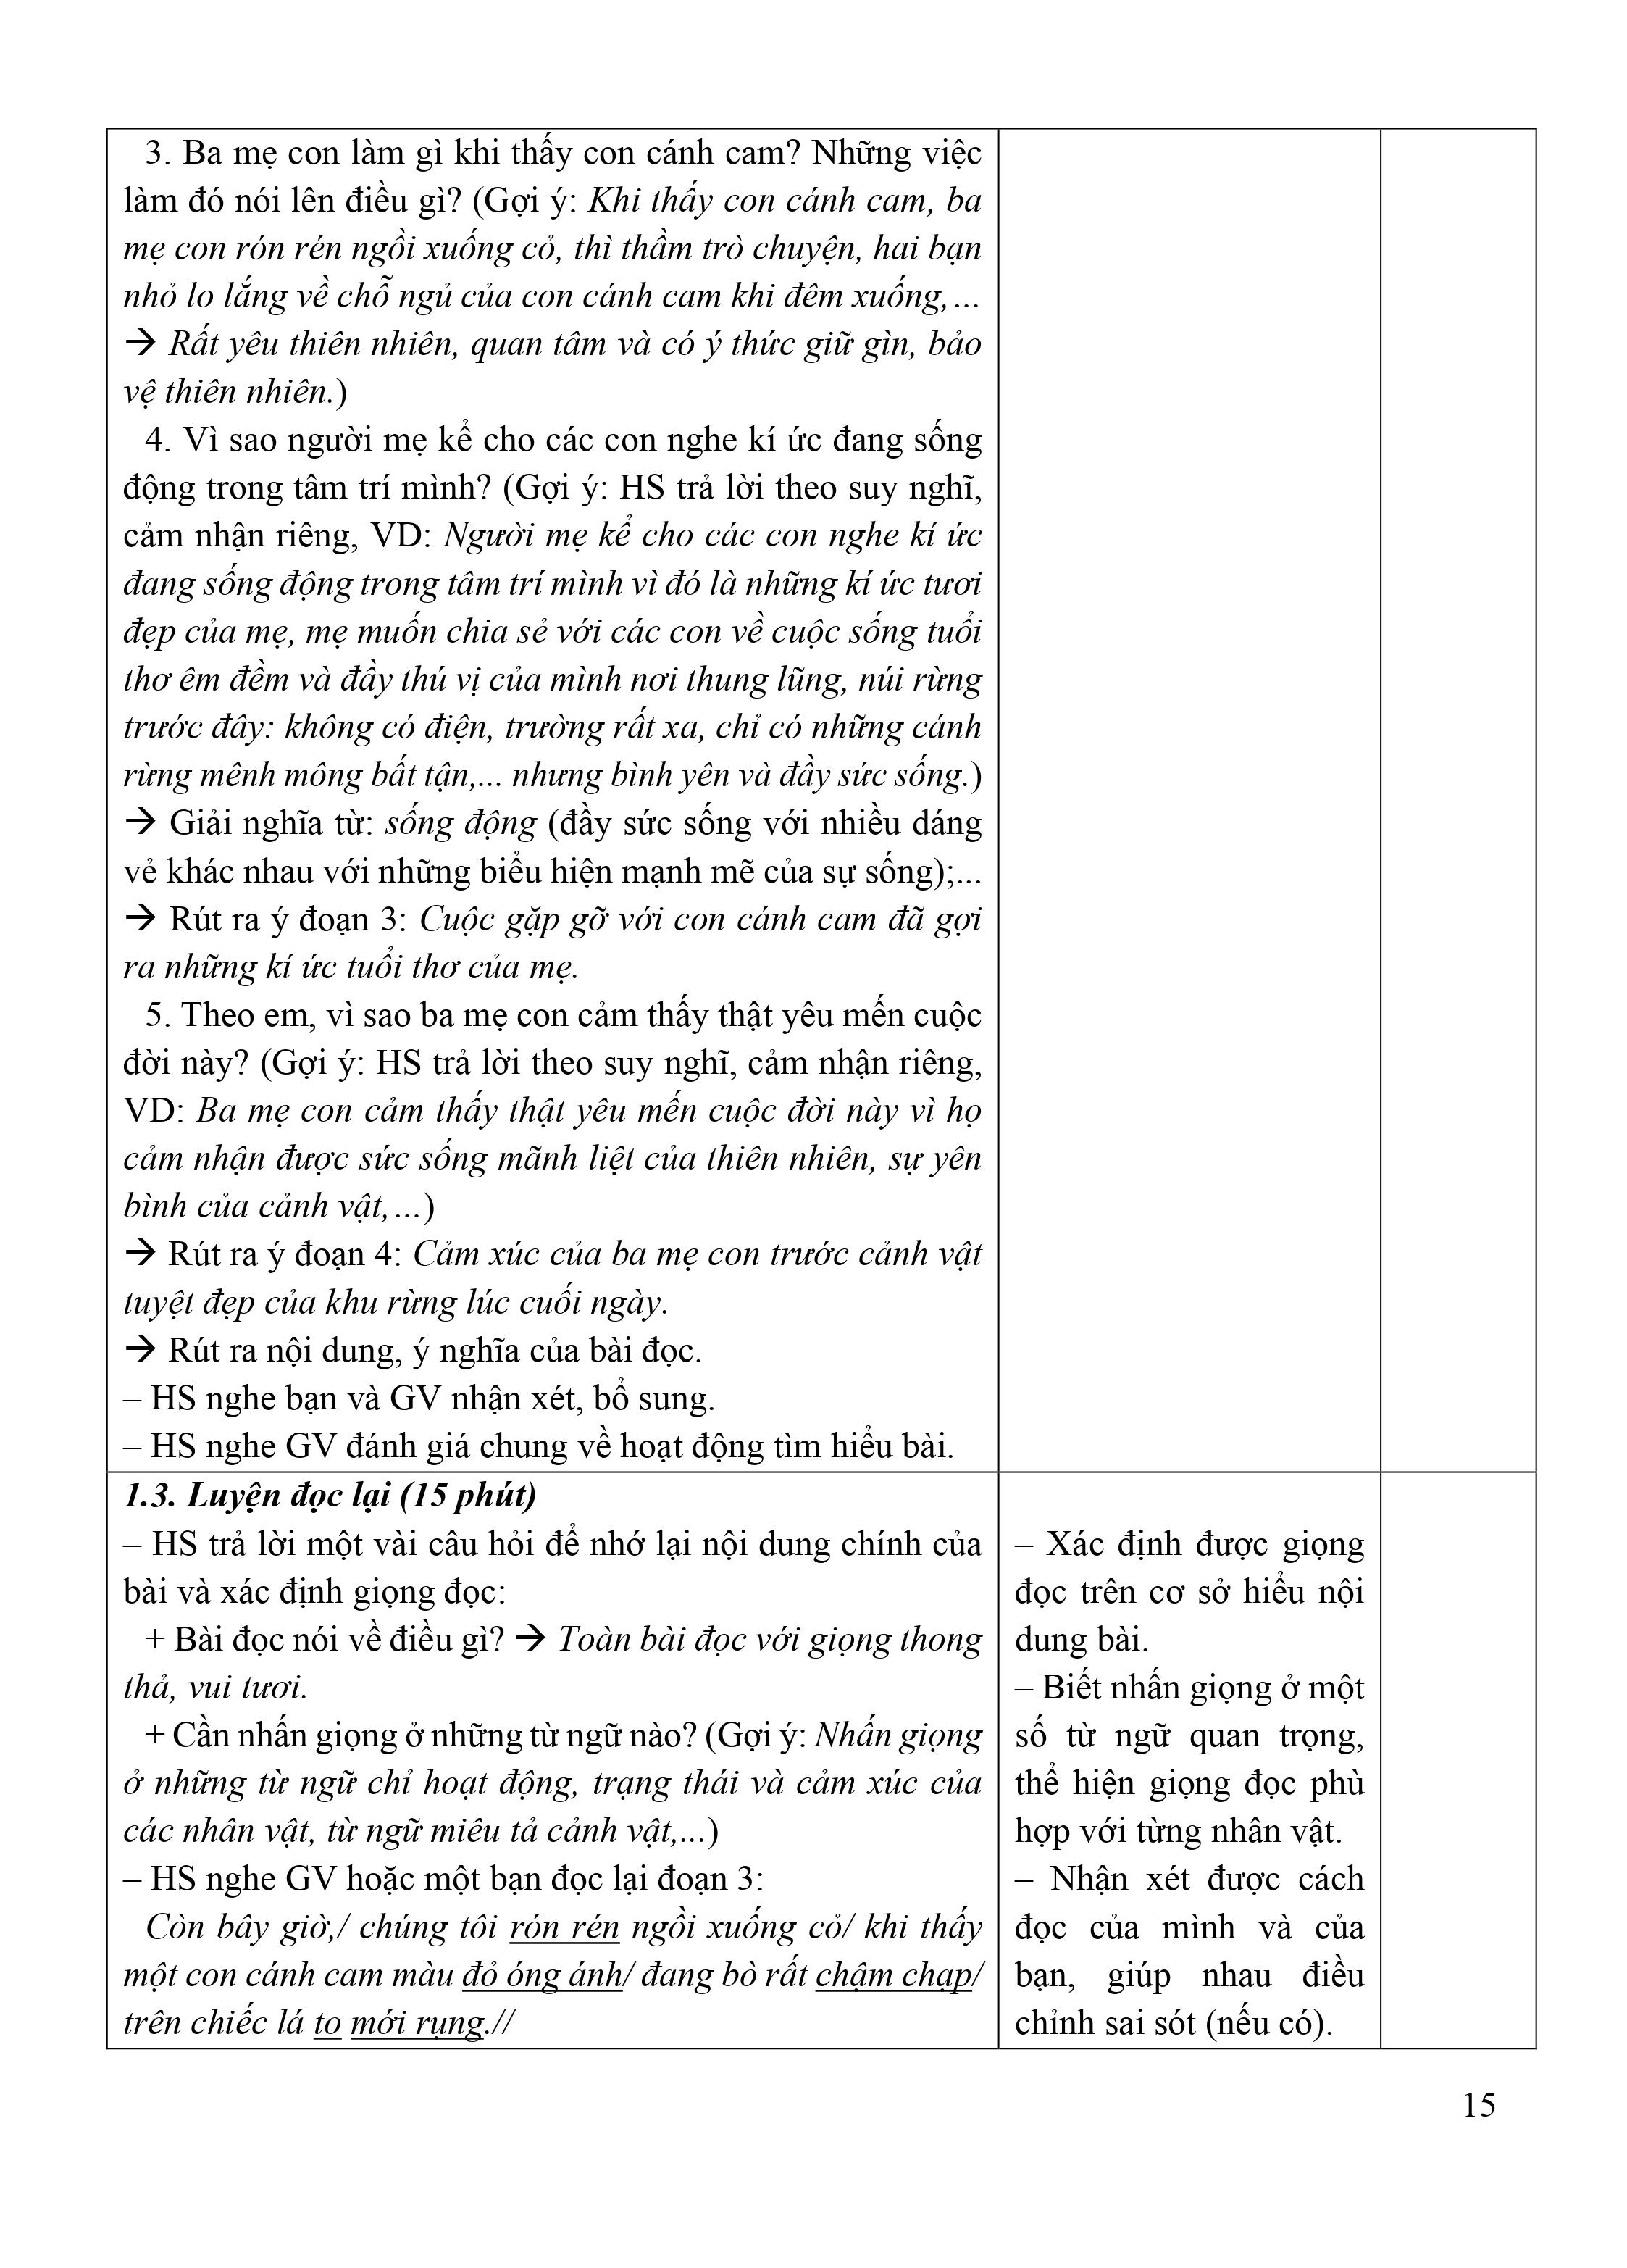 3. Ba mẹ con làm gì khi thấy con cánh cam? Những việc
làm đó nói lên điều gì? (Gợi ý: Khi thấy con cánh cam, ba
mẹ con rón rén ngồi xuống cỏ, thì thầm trò chuyện, hai bạn
nhỏ lo lắng về chỗ ngủ của con cánh cam khi đêm xuống,…
→ Rất yêu thiên nhiên, quan tâm và có ý thức giữ gìn, bảo
vệ thiên nhiên.)
4. Vì sao người mẹ kể cho các con nghe kí ức đang sống
động trong tâm trí mình? (Gợi ý: HS trả lời theo suy nghĩ,
cảm nhận riêng, VD: Người mẹ kể cho các con nghe kí ức
đang sống động trong tâm trí mình vì đó là những kí ức tươi
đẹp của mẹ, mẹ muốn chia sẻ với các con về cuộc sống tuổi
thơ êm đềm và đầy thú vị của mình nơi thung lũng, núi rừng
trước đây: không có điện, trường rất xa, chỉ có những cánh
rừng mênh mông bất tận,... nhưng bình yên và đầy sức sống.)
→ Giải nghĩa từ: sống động (đầy sức sống với nhiều dáng
vẻ khác nhau với những biểu hiện mạnh mẽ của sự sống);...
→ Rút ra ý đoạn 3: Cuộc gặp gỡ với con cánh cam đã gợi
ra những kí ức tuổi thơ của mẹ.
5. Theo em, vì sao ba mẹ con cảm thấy thật yêu mến cuộc
đời này? (Gợi ý: HS trả lời theo suy nghĩ, cảm nhận riêng,
VD: Ba mẹ con cảm thấy thật yêu mến cuộc đời này vì họ
cảm nhận được sức sống mãnh liệt của thiên nhiên, sự yên
bình của cảnh vật,…)
→ Rút ra ý đoạn 4: Cảm xúc của ba mẹ con trước cảnh vật
tuyệt đẹp của khu rừng lúc cuối ngày.
→ Rút ra nội dung, ý nghĩa của bài đọc.
– HS nghe bạn và GV nhận xét, bổ sung.
– HS nghe GV đánh giá chung về hoạt động tìm hiểu bài.
1.3. Luyện đọc lại (15 phút)
– HS trả lời một vài câu hỏi để nhớ lại nội dung chính của
bài và xác định giọng đọc:
+ Bài đọc nói về điều gì? → Toàn bài đọc với giọng thong
thả, vui tươi.
+ Cần nhấn giọng ở những từ ngữ nào? (Gợi ý: Nhấn giọng
ở những từ ngữ chỉ hoạt động, trạng thái và cảm xúc của
các nhân vật, từ ngữ miêu tả cảnh vật,...)
– HS nghe GV hoặc một bạn đọc lại đoạn 3:
Còn bây giờ,/ chúng tôi rón rén ngồi xuống cỏ/ khi thấy
một con cánh cam màu đỏ óng ánh/ đang bò rất chậm chạp/
trên chiếc lá to mới rụng.//
– Xác định được giọng
đọc trên cơ sở hiểu nội
dung bài.
– Biết nhấn giọng ở một
số từ ngữ quan trọng,
thể hiện giọng đọc phù
hợp với từng nhân vật.
– Nhận xét được cách
đọc của mình và của
bạn, giúp nhau điều
chỉnh sai sót (nếu có).
15